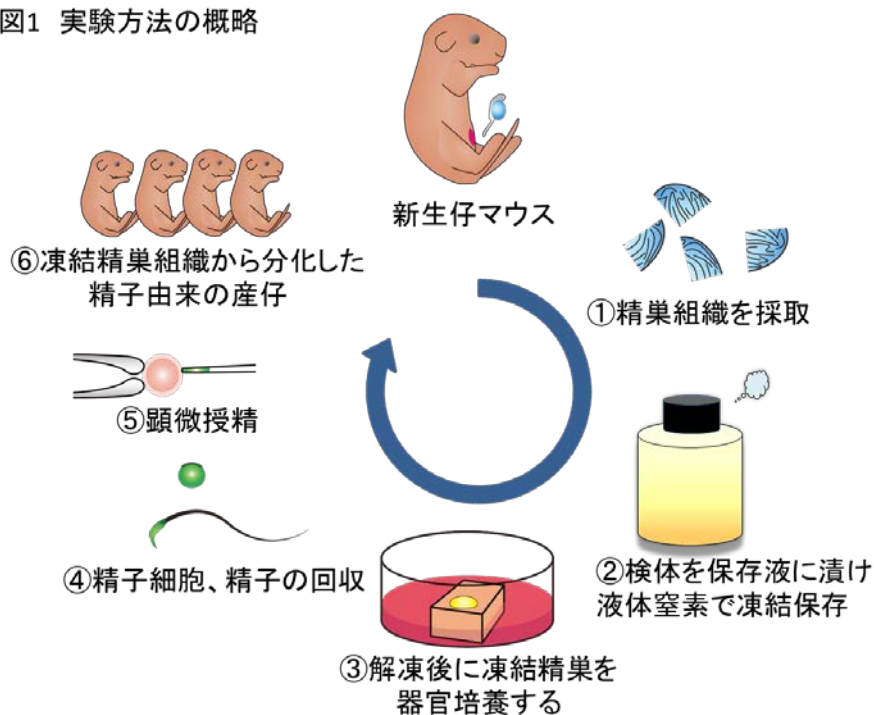 図1 実験方法の概略
新生仔マウス
①精巣組織を採取
②検体を保存液に漬け
液体窒素で凍結保存
③解凍後に凍結精巣を
器官培養する
④精子細胞、精子の回収
⑤顕微授精
⑥凍結精巣組織から分化した
精子由来の産仔